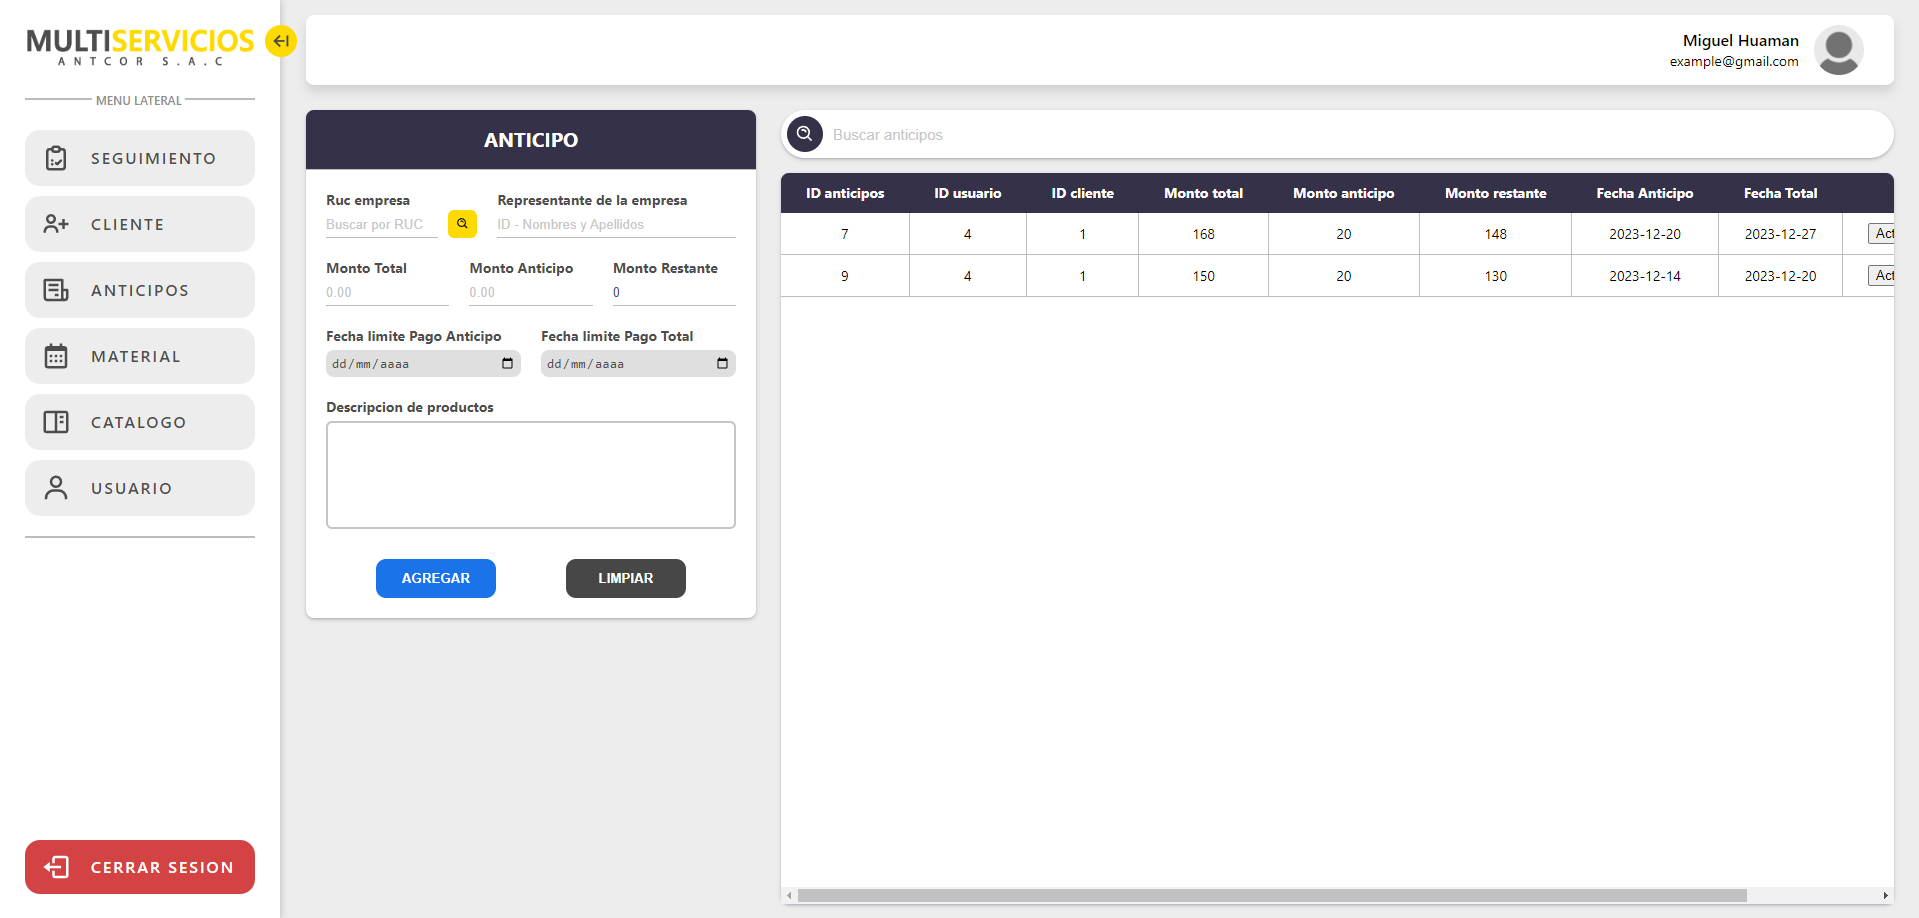 MULTISERVICIOS
ANTCOR S.A.C
MENU LATERAL
SEGUIMIENTO
CLIENTE
ANTICIPOS
MATERIAL
CATALOGO
USUARIO
CERRAR SESION
Miguel Huaman
example@gmail.com
ANTICIPO
Ruc empresa Representante de la empresa
Buscar por RUC ID - Nombres y Apellidos
Monto Total Monto Anticipo Monto Restante
0.00 0.00 0
Fecha limite Pago Anticipo Fecha limite Pago Total
dd/mm/aaaa dd/mm/aaaa
Descripcion de productos
AGREGAR LIMPIAR
Buscar anticipos
ID anticipos ID usuario ID cliente Monto total Monto anticipo Monto restante Fecha Anticipo Fecha Total
7 4 1 168 20 148 2023-12-20 2023-12-27 Act
9 4 1 150 20 130 2023-12-14 2023-12-20 Act